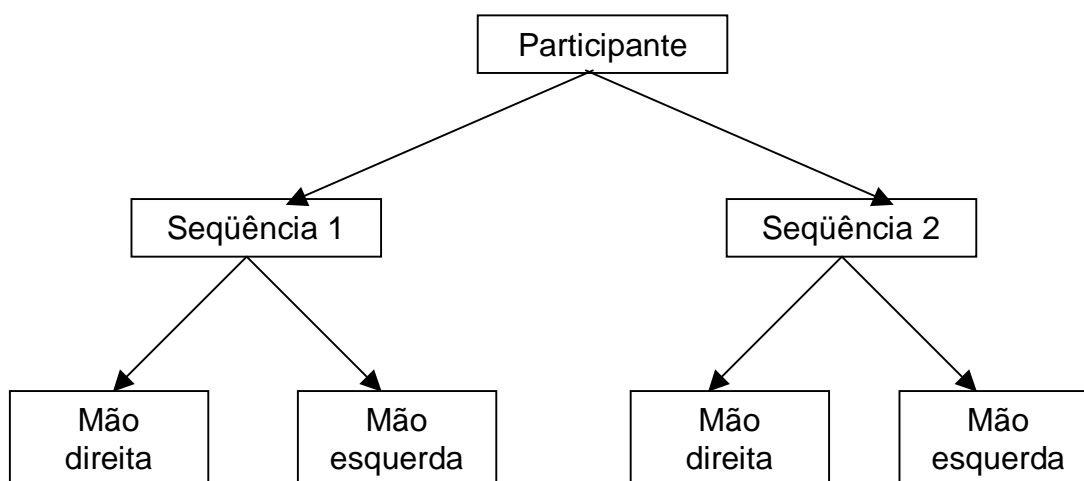 Participante
Seqüência 1
Seqüência 2
Mão
direita
Mão
esquerda
Mão
direita
Mão
esquerda